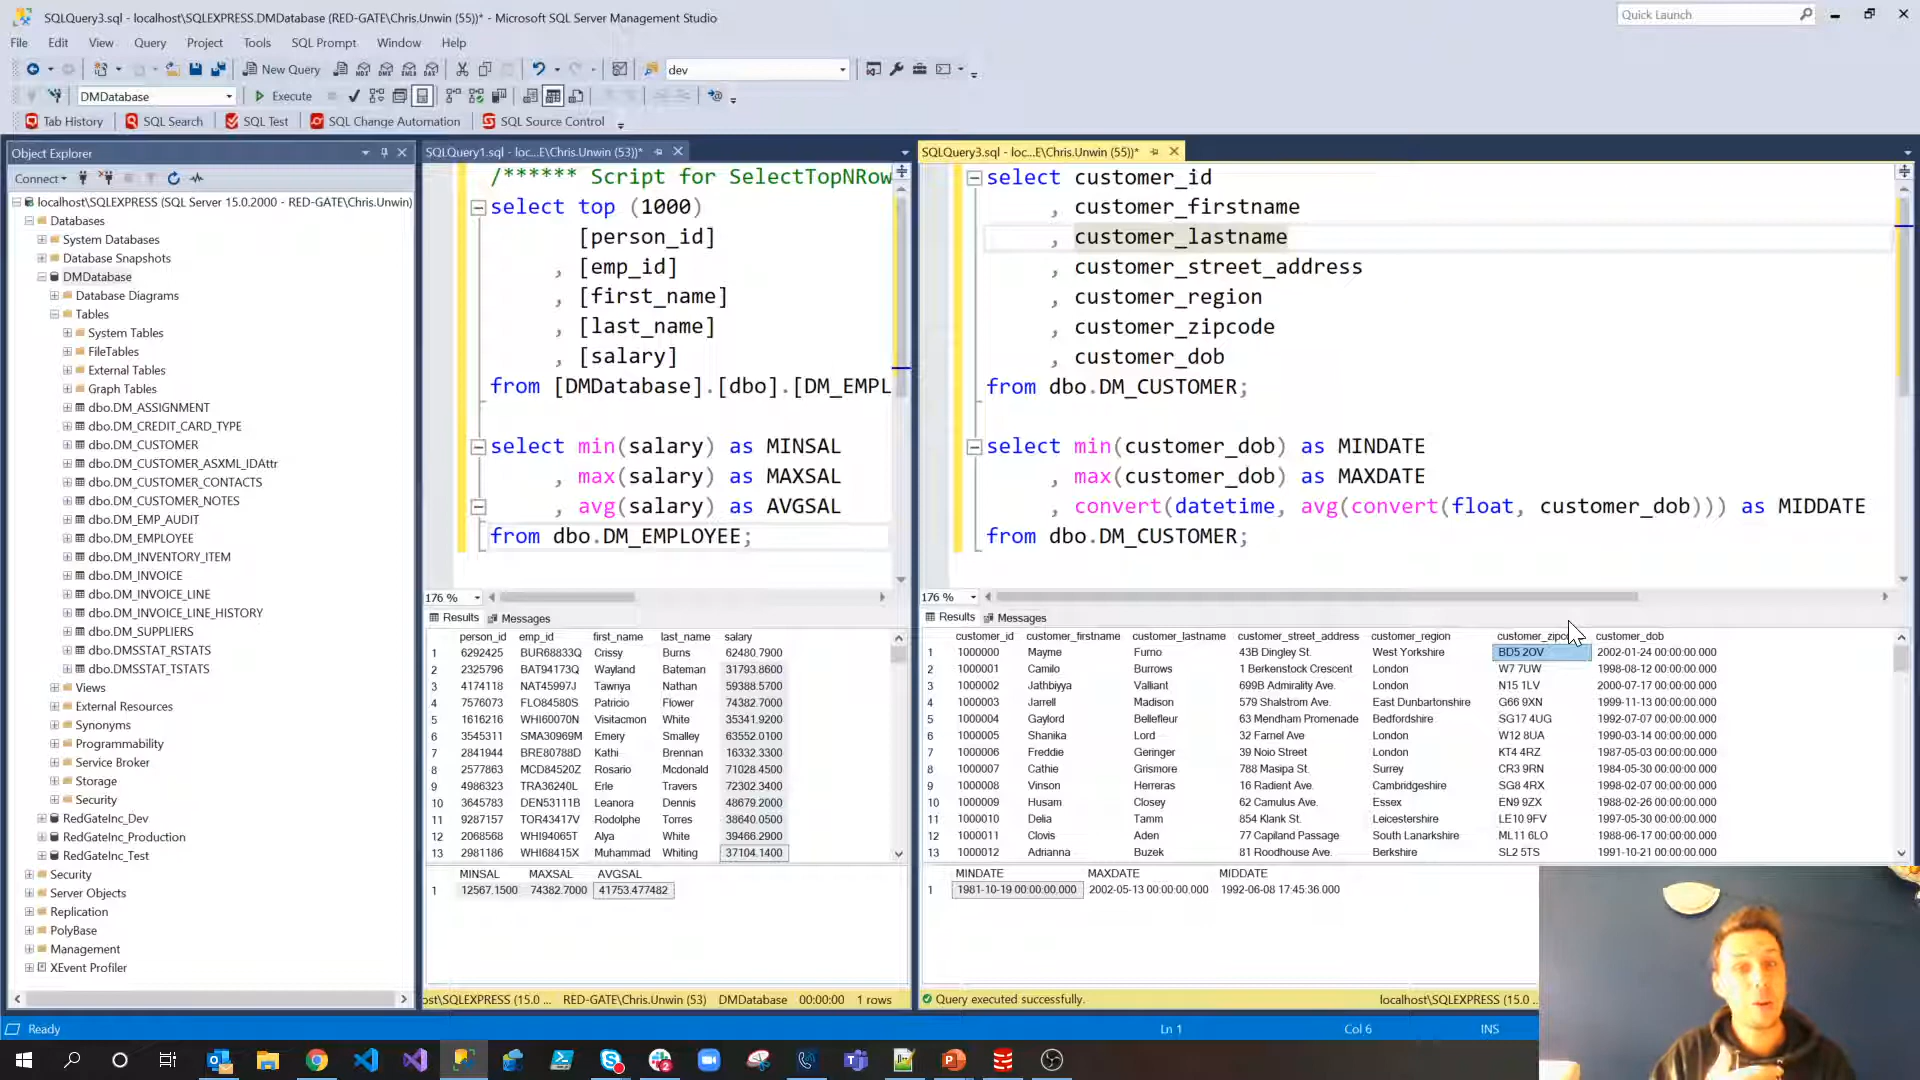 SQLQuery3.sql - localhost\SQLEXPRESS.DMDatabase (RED-GATE\Chris.Unwin (55))* - Microsoft SQL Server Management Studio
Quick Launch
File Edit View Query Project Tools SQL Prompt Window Help
New Query dev
DMDatabase Execute
Tab History SQL Search SQL Test SQL Change Automation SQL Source Control
Object Explorer
Connect
localhost\SQLEXPRESS (SQL Server 15.0.2000 - RED-GATE\Chris.Unwin)
Databases
System Databases
Database Snapshots
DMDatabase
Database Diagrams
Tables
System Tables
FileTables
External Tables
Graph Tables
dbo.DM_ASSIGNMENT
dbo.DM_CREDIT_CARD_TYPE
dbo.DM_CUSTOMER
dbo.DM_CUSTOMER_ASXML_IDAttr
dbo.DM_CUSTOMER_CONTACTS
dbo.DM_CUSTOMER_NOTES
dbo.DM_EMP_AUDIT
dbo.DM_EMPLOYEE
dbo.DM_INVENTORY_ITEM
dbo.DM_INVOICE
dbo.DM_INVOICE_LINE
dbo.DM_INVOICE_LINE_HISTORY
dbo.DM_SUPPLIERS
dbo.DMSSTAT_RSTATS
dbo.DMSSTAT_TSTATS
Views
External Resources
Synonyms
Programmability
Service Broker
Storage
Security
RedGateInc_Dev
RedGateInc_Production
RedGateInc_Test
Security
Server Objects
Replication
PolyBase
Management
XEvent Profiler
SQLQuery1.sql - loc...E\Chris.Unwin (53))*
/****** Script for SelectTopNRow
select top (1000)
[person_id]
, [emp_id]
, [first_name]
, [last_name]
, [salary]
from [DMDatabase].[dbo].[DM_EMPL
select min(salary) as MINSAL
, max(salary) as MAXSAL
, avg(salary) as AVGSAL
from dbo.DM_EMPLOYEE;
176 %
Results Messages
person_id emp_id first_name last_name salary
1 6292425 BUR68833Q Crissy Burns 62480.7900
2 2325796 BAT94173Q Wayland Bateman 31793.8600
3 4174118 NAT45997J Tawnya Nathan 59388.5700
4 7576073 FLO84580S Patricio Flower 74382.7000
5 1616216 WHI60070N Visitacmon White 35341.9200
6 3545311 SMA30969M Emery Smalley 63552.0100
7 2841944 BRE80788D Kathi Brennan 16332.3300
8 2577863 MCD84520Z Rosario Mcdonald 71028.4500
9 4986323 TRA36240L Erle Travers 72302.3400
10 3645783 DEN53111B Leanora Dennis 48679.2000
11 9287157 TOR43417V Rodolphe Torres 38640.0500
12 2068568 WHI94065T Alya White 39466.2900
13 2981186 WHI68415X Muhammad Whiting 37104.1400
MINSAL MAXSAL AVGSAL
1 12567.1500 74382.7000 41753.477482
ost\SQLEXPRESS (15.0 ... RED-GATE\Chris.Unwin (53) DMDatabase 00:00:00 1 rows
SQLQuery3.sql - loc...E\Chris.Unwin (55))*
select customer_id
, customer_firstname
, customer_lastname
, customer_street_address
, customer_region
, customer_zipcode
, customer_dob
from dbo.DM_CUSTOMER;
select min(customer_dob) as MINDATE
, max(customer_dob) as MAXDATE
, convert(datetime, avg(convert(float, customer_dob))) as MIDDATE
from dbo.DM_CUSTOMER;
176 %
Results Messages
customer_id customer_firstname customer_lastname customer_street_address customer_region customer_zipco customer_dob
1 1000000 Mayme Furno 43B Dingley St. West Yorkshire BD5 2OV 2002-01-24 00:00:00.000
2 1000001 Camilo Burrows 1 Berkenstock Crescent London W7 7UW 1998-08-12 00:00:00.000
3 1000002 Jathbiyya Valliant 699B Admirality Ave. London N15 1LV 2000-07-17 00:00:00.000
4 1000003 Jarrell Madison 579 Shalstrom Ave. East Dunbartonshire G66 9XN 1999-11-13 00:00:00.000
5 1000004 Gaylord Bellefleur 63 Mendham Promenade Bedfordshire SG17 4UG 1992-07-07 00:00:00.000
6 1000005 Shanika Lord 32 Farnel Ave London W12 8UA 1990-03-14 00:00:00.000
7 1000006 Freddie Geringer 39 Noio Street London KT4 4RZ 1987-05-03 00:00:00.000
8 1000007 Cathie Grismore 788 Masipa St. Surrey CR3 9RN 1984-05-30 00:00:00.000
9 1000008 Vinson Herreras 16 Radient Ave. Cambridgeshire SG8 4RX 1998-02-07 00:00:00.000
10 1000009 Husam Closey 62 Camulus Ave. Essex EN9 9ZX 1988-02-26 00:00:00.000
11 1000010 Delia Tamm 854 Klank St. Leicestershire LE10 9FV 1997-05-30 00:00:00.000
12 1000011 Clovis Aden 77 Capiland Passage South Lanarkshire ML11 6LO 1988-06-17 00:00:00.000
13 1000012 Adrianna Buzek 81 Roodhouse Ave. Berkshire SL2 5TS 1991-10-21 00:00:00.000
MINDATE MAXDATE MIDDATE
1 1981-10-19 00:00:00.000 2002-05-13 00:00:00.000 1992-06-08 17:45:36.000
Query executed successfully. localhost\SQLEXPRESS (15.0 ...
Ready Ln 1 Col 6 INS